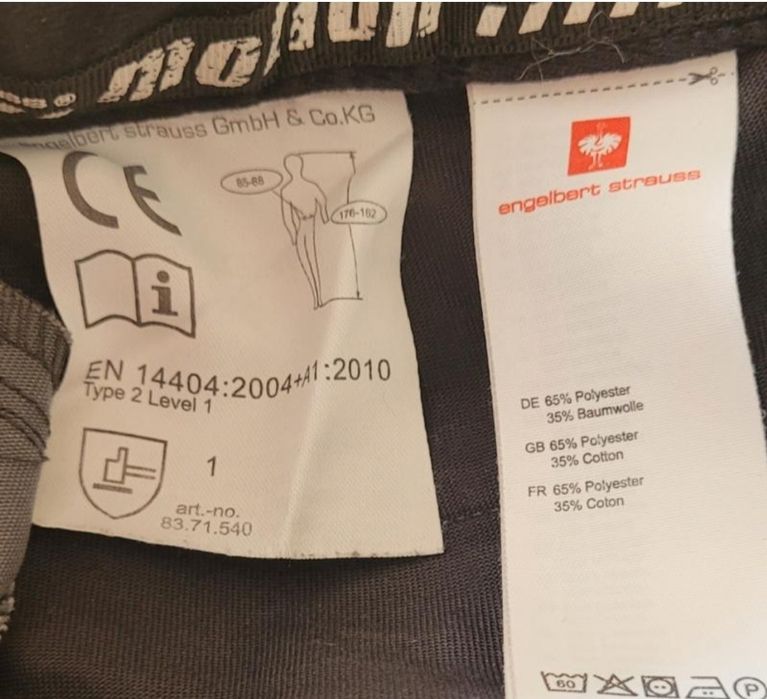 motion
engelbert strauss GmbH & Co.KG
CE
85-88
176-182
i
EN 14404:2004+A1:2010
Type 2 Level 1
1
art.-no.
83.71.540
engelbert strauss
DE 65% Polyester
35% Baumwolle
GB 65% Polyester
35% Cotton
FR 65% Polyester
35% Coton
60
P